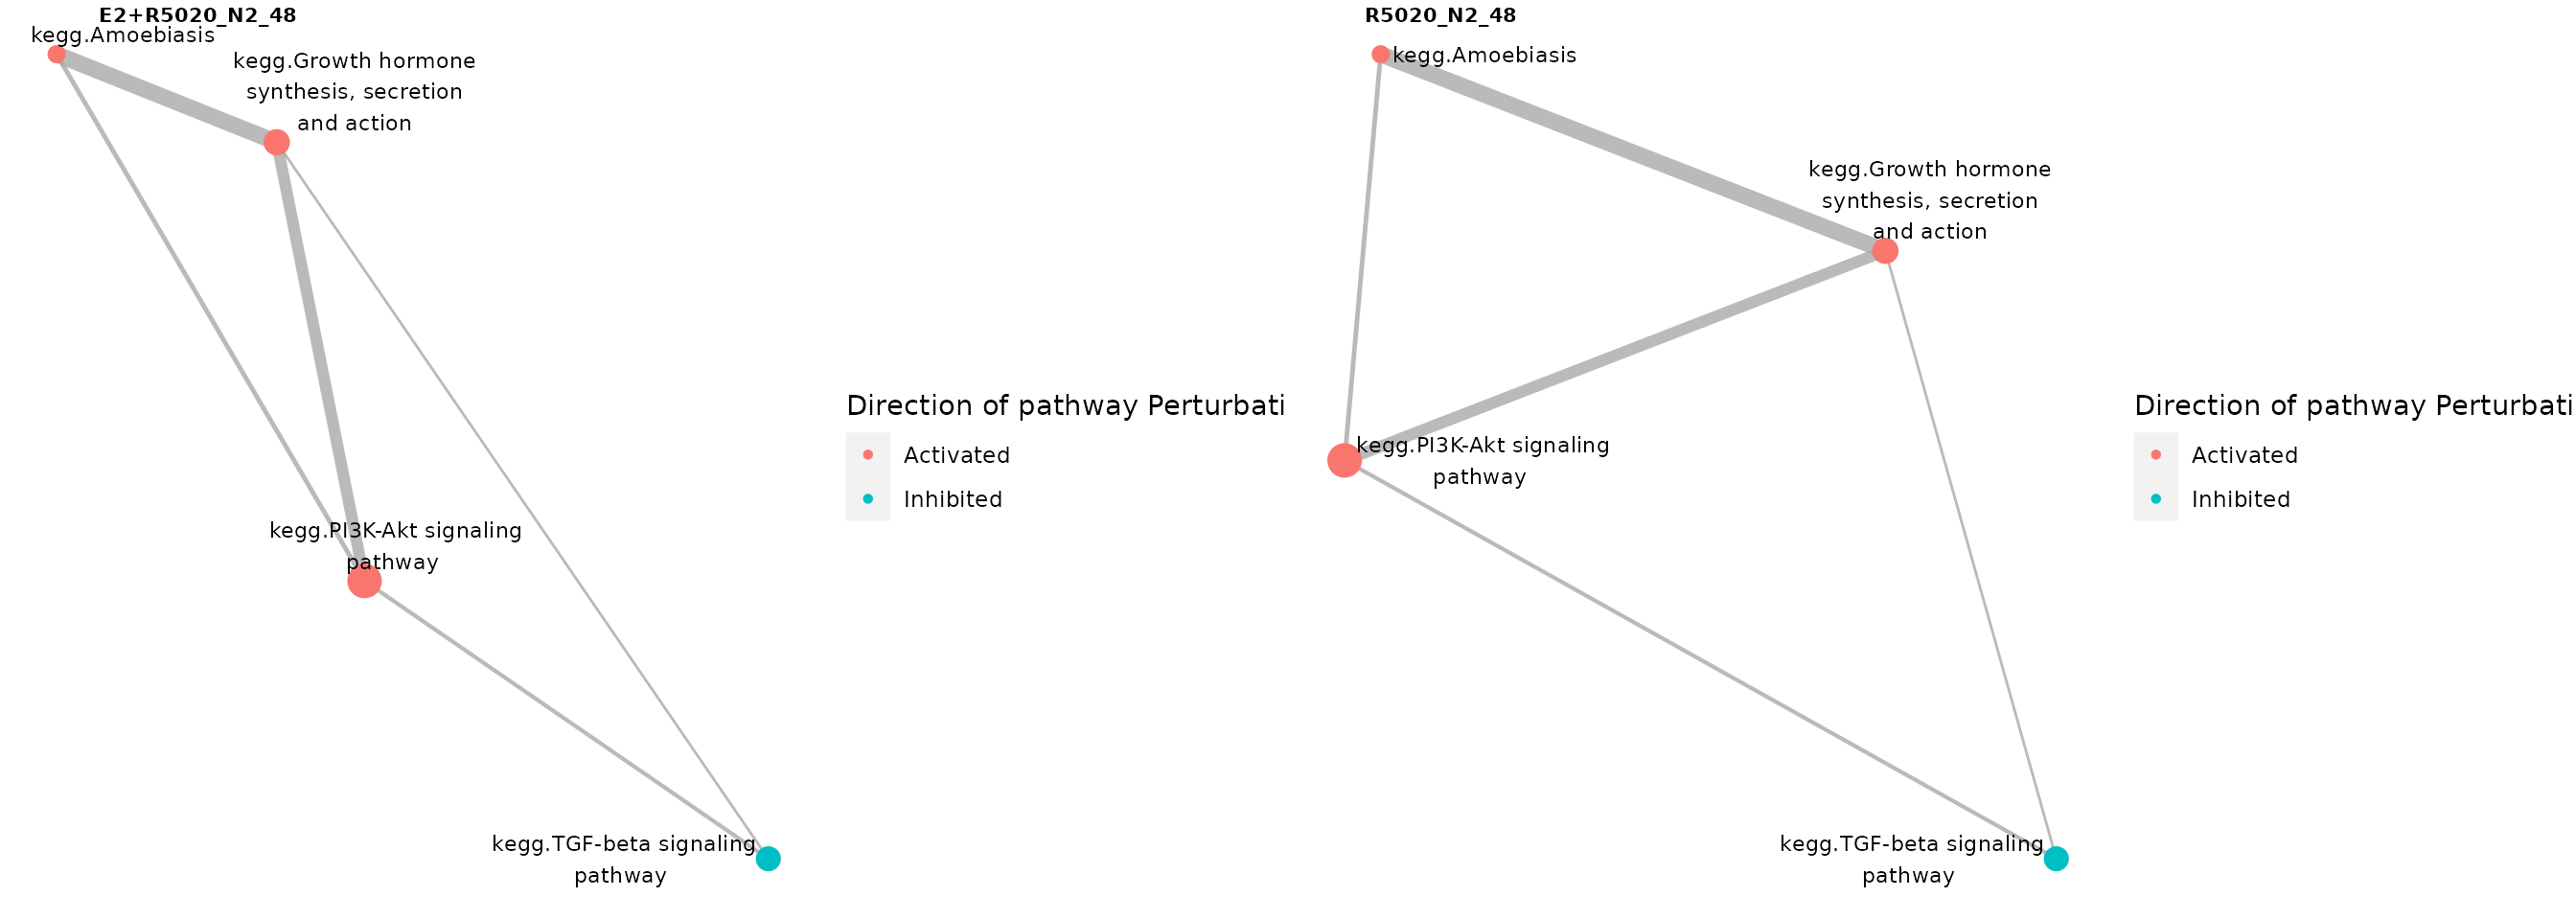 E2+R5020_N2_48
kegg.Amoebiasis
kegg.Growth hormone
synthesis, secretion
and action
kegg.PI3K-Akt signaling
pathway
kegg.TGF-beta signaling
pathway
Direction of pathway Perturbati
Activated
Inhibited
R5020_N2_48
kegg.Amoebiasis
kegg.Growth hormone
synthesis, secretion
and action
kegg.PI3K-Akt signaling
pathway
kegg.TGF-beta signaling
pathway
Direction of pathway Perturbati
Activated
Inhibited